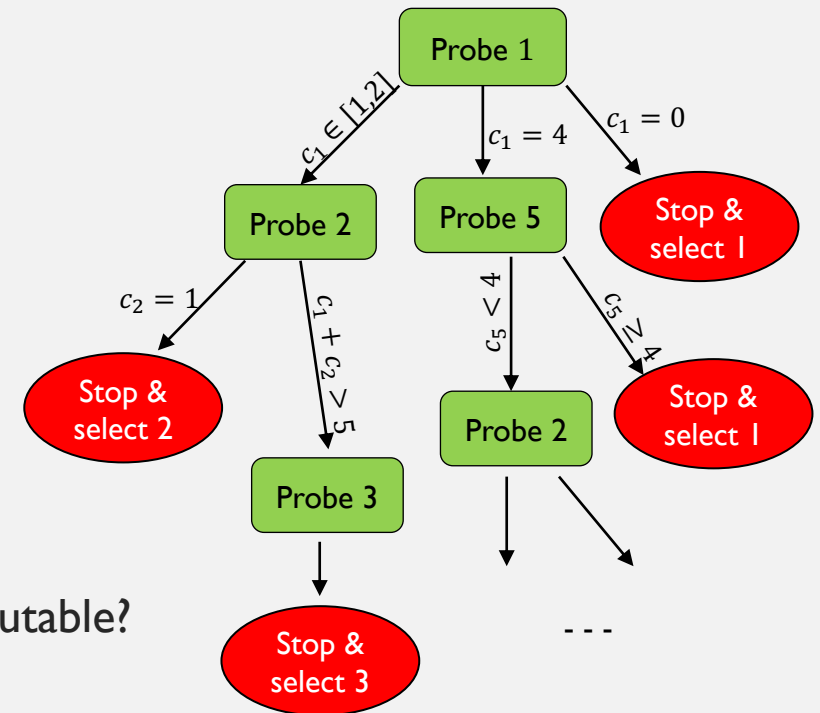 Probe 1
c₁ ∈ [1,2]
c₁ = 4
c₁ = 0
Probe 2
Probe 5
Stop &
select 1
c₂ = 1
c₁ + c₂ > 5
c₅ < 4
c₅ ≥ 4
Stop &
select 2
Probe 2
Stop &
select 1
Probe 3
utable?
Stop &
select 3
- - -